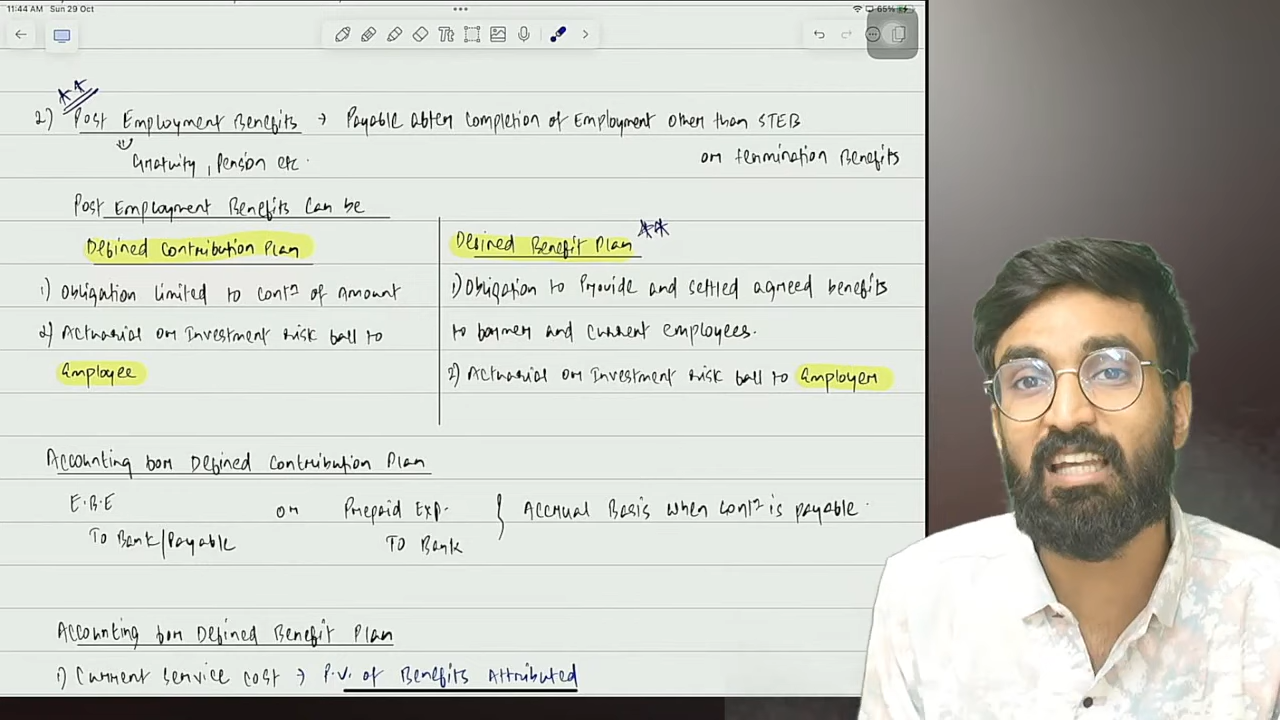 11:44 AM Sun 29 Oct
65%
2) Post Employment Benefits → Payable after completion of Employment other than STEB
or termination Benefits
Gratuity, Pension etc.
Post Employment Benefits Can be
Defined Contribution Plan
1) Obligation Limited to contⁿ of amount
2) Actuarial or Investment risk fall to
Employee
Defined Benefit Plan
1) Obligation to Provide and settled agreed benefits
to former and current employees.
2) Actuarial or Investment risk fall to Employer
Accounting for Defined Contribution Plan
E.B.E or Prepaid Exp. } Accrual Basis when contⁿ is payable.
To Bank/Payable To Bank
Accounting for Defined Benefit Plan
1) Current service cost → P.V. of Benefits Attributed